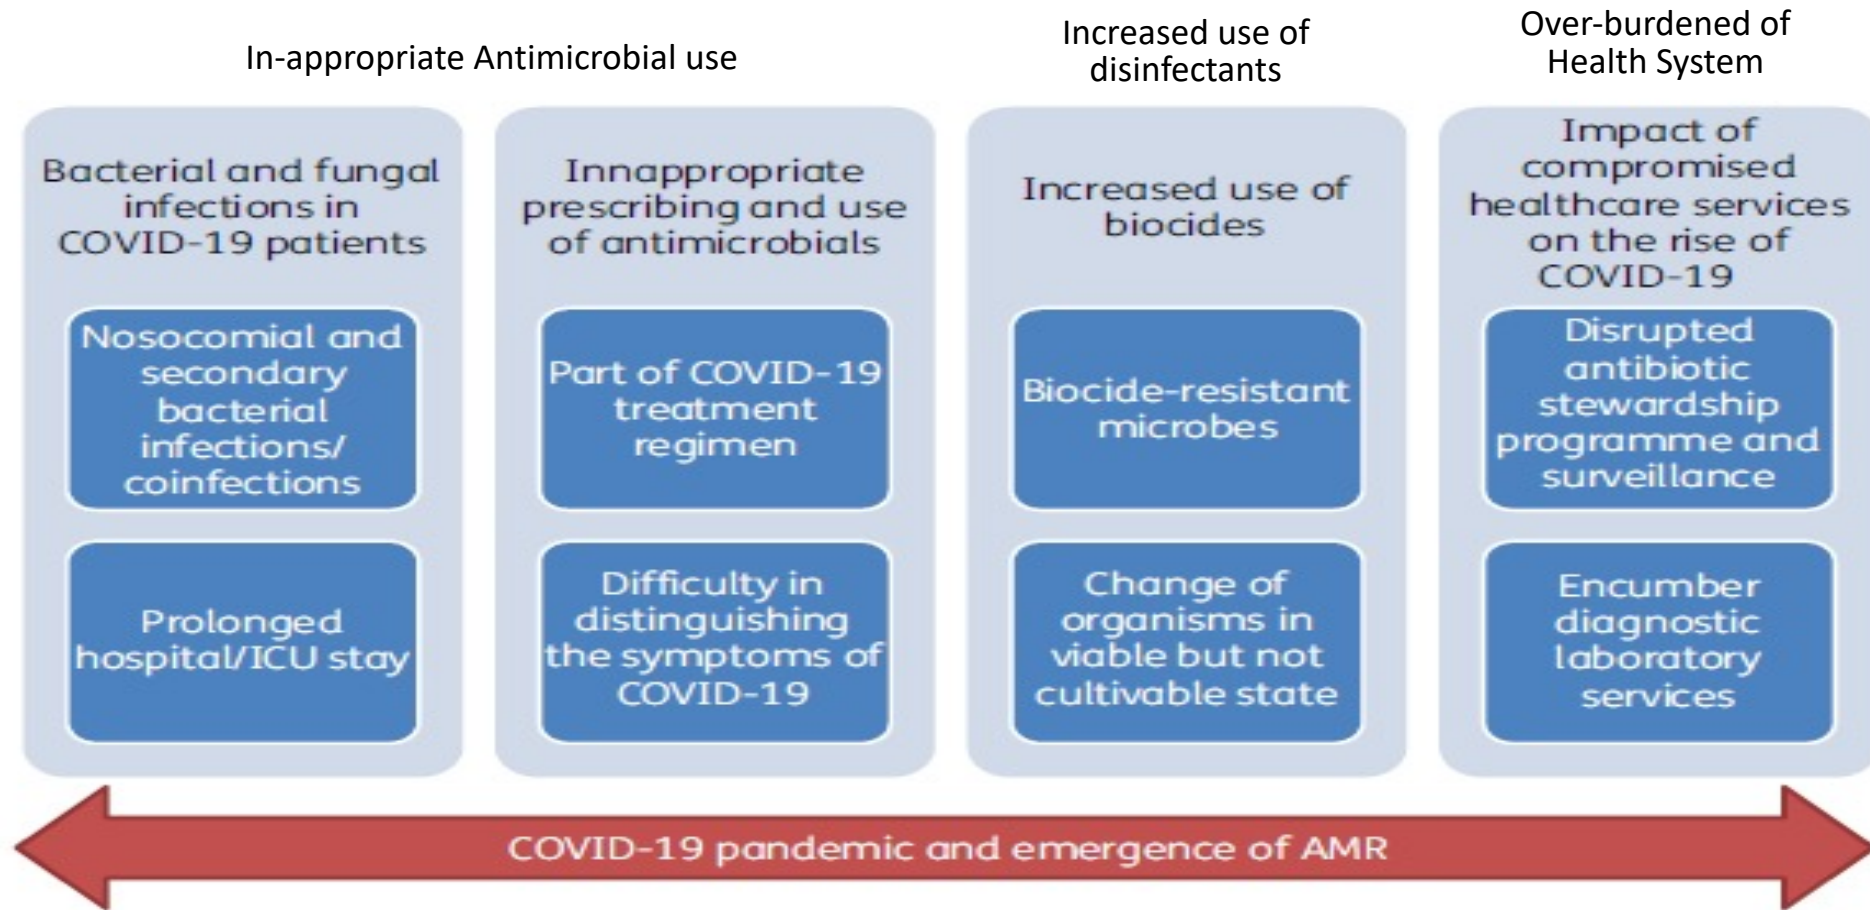 In-appropriate Antimicrobial use
Increased use of
disinfectants
Over-burdened of
Health System
Bacterial and fungal
infections in
COVID-19 patients
Nosocomial and
secondary
bacterial
infections/
coinfections
Prolonged
hospital/ICU stay
Innappropriate
prescribing and use
of antimicrobials
Part of COVID-19
treatment
regimen
Difficulty in
distinguishing
the symptoms of
COVID-19
Increased use of
biocides
Biocide-resistant
microbes
Change of
organisms in
viable but not
cultivable state
Impact of
compromised
healthcare services
on the rise of
COVID-19
Disrupted
antibiotic
stewardship
programme and
surveillance
Encumber
diagnostic
laboratory
services
COVID-19 pandemic and emergence of AMR